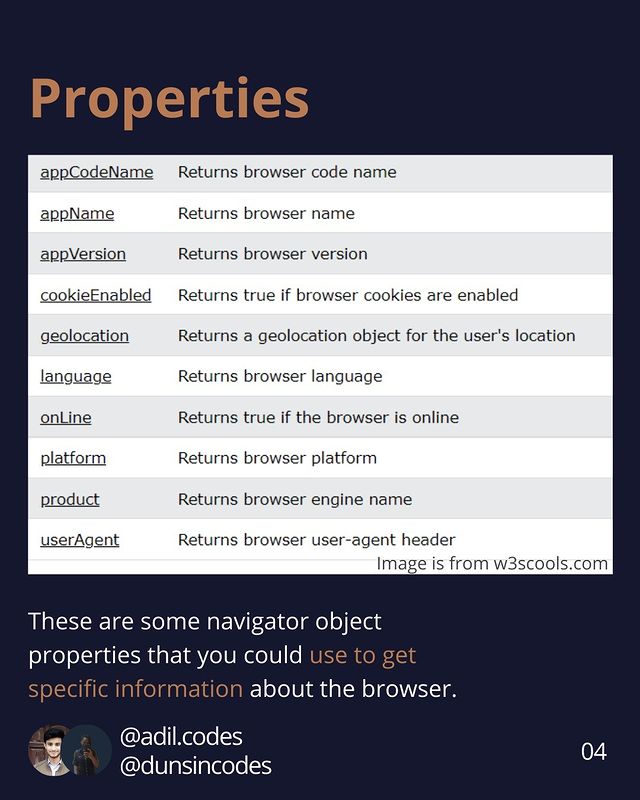 Properties
appCodeName Returns browser code name
appName Returns browser name
appVersion Returns browser version
cookieEnabled Returns true if browser cookies are enabled
geolocation Returns a geolocation object for the user's location
language Returns browser language
onLine Returns true if the browser is online
platform Returns browser platform
product Returns browser engine name
userAgent Returns browser user-agent header
Image is from w3scools.com
These are some navigator object
properties that you could use to get
specific information about the browser.
@adil.codes
@dunsincodes
04